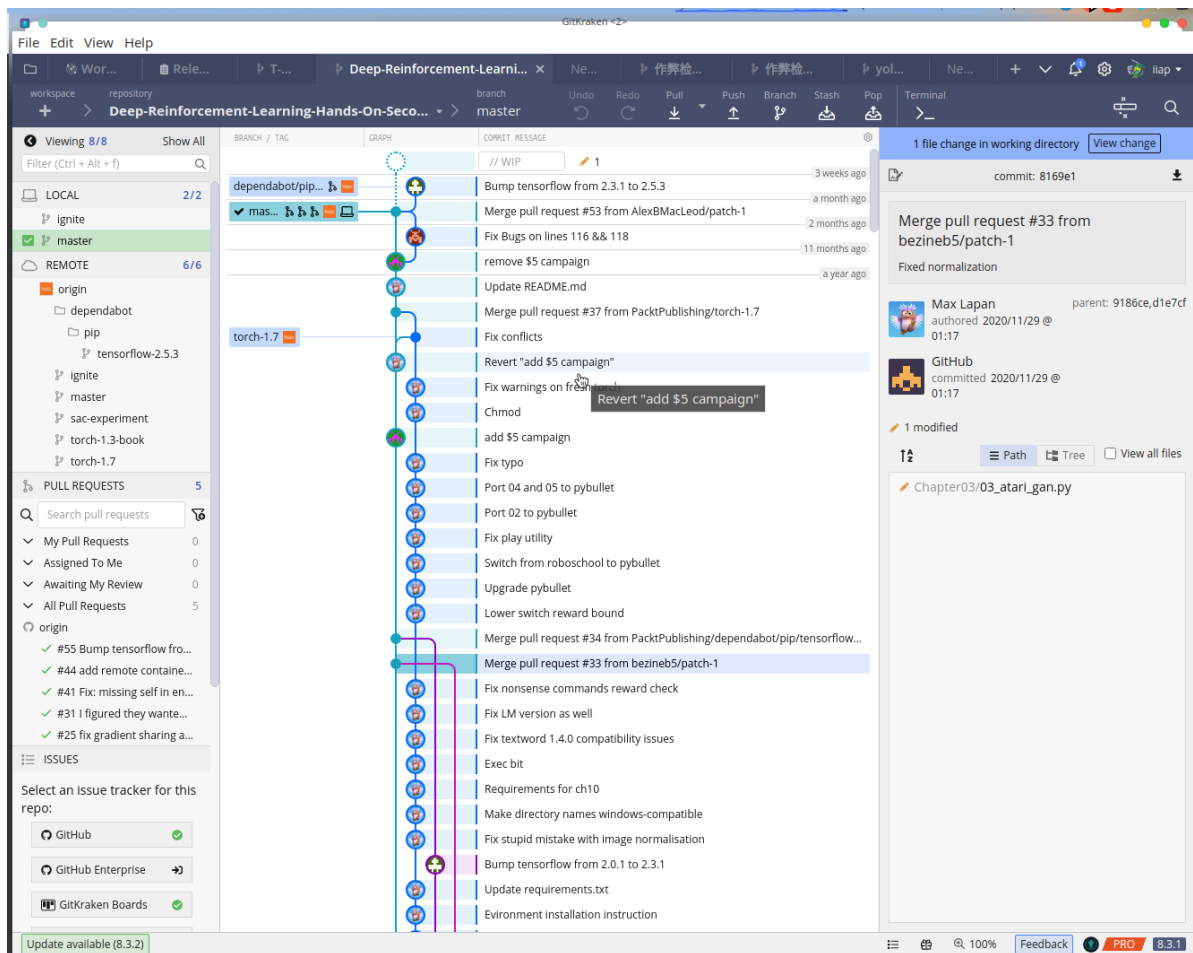 GitKraken <2>
File Edit View Help
Wor...
Rele...
T-...
Deep-Reinforcement-Learni... ×
Ne...
作弊检...
作弊检...
yol...
Ne...
liap
workspace
repository
Deep-Reinforcement-Learning-Hands-On-Seco...
branch
master
Undo
Redo
Pull
Push
Branch
Stash
Pop
Terminal
Viewing 8/8
Show All
Filter (Ctrl + Alt + f)
LOCAL 2/2
ignite
master
REMOTE 6/6
origin
dependabot
pip
tensorflow-2.5.3
ignite
master
sac-experiment
torch-1.3-book
torch-1.7
PULL REQUESTS 5
Search pull requests
My Pull Requests 0
Assigned To Me 0
Awaiting My Review 0
All Pull Requests 5
origin
#55 Bump tensorflow fro...
#44 add remote containe...
#41 Fix: missing self in en...
#31 I figured they wante...
#25 fix gradient sharing a...
ISSUES
Select an issue tracker for this
repo:
GitHub
GitHub Enterprise
GitKraken Boards
Update available (8.3.2)
BRANCH / TAG
GRAPH
COMMIT MESSAGE
// WIP 1
3 weeks ago
dependabot/pip...
Bump tensorflow from 2.3.1 to 2.5.3
a month ago
mas...
Merge pull request #53 from AlexBMacLeod/patch-1
2 months ago
Fix Bugs on lines 116 && 118
11 months ago
remove $5 campaign
a year ago
Update README.md
Merge pull request #37 from PacktPublishing/torch-1.7
torch-1.7
Fix conflicts
Revert "add $5 campaign"
Fix warnings on fresh torch
Revert "add $5 campaign"
Chmod
add $5 campaign
Fix typo
Port 04 and 05 to pybullet
Port 02 to pybullet
Fix play utility
Switch from roboschool to pybullet
Upgrade pybullet
Lower switch reward bound
Merge pull request #34 from PacktPublishing/dependabot/pip/tensorflow...
Merge pull request #33 from bezineb5/patch-1
Fix nonsense commands reward check
Fix LM version as well
Fix textword 1.4.0 compatibility issues
Exec bit
Requirements for ch10
Make directory names windows-compatible
Fix stupid mistake with image normalisation
Bump tensorflow from 2.0.1 to 2.3.1
Update requirements.txt
Evironment installation instruction
1 file change in working directory
View change
commit: 8169e1
Merge pull request #33 from
bezineb5/patch-1
Fixed normalization
Max Lapan
parent: 9186ce,d1e7cf
authored 2020/11/29 @
01:17
GitHub
committed 2020/11/29 @
01:17
1 modified
Path
Tree
View all files
Chapter03/03_atari_gan.py
100%
Feedback
PRO
8.3.1